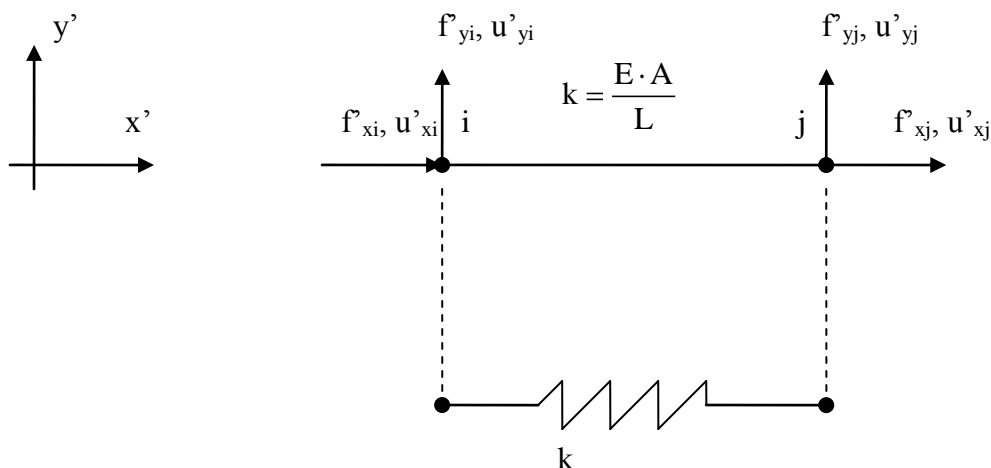 y'
f'yi, u'yi
f'yj, u'yj
k = E · A / L
x'
f'xi, u'xi
i
j
f'xj, u'xj
k